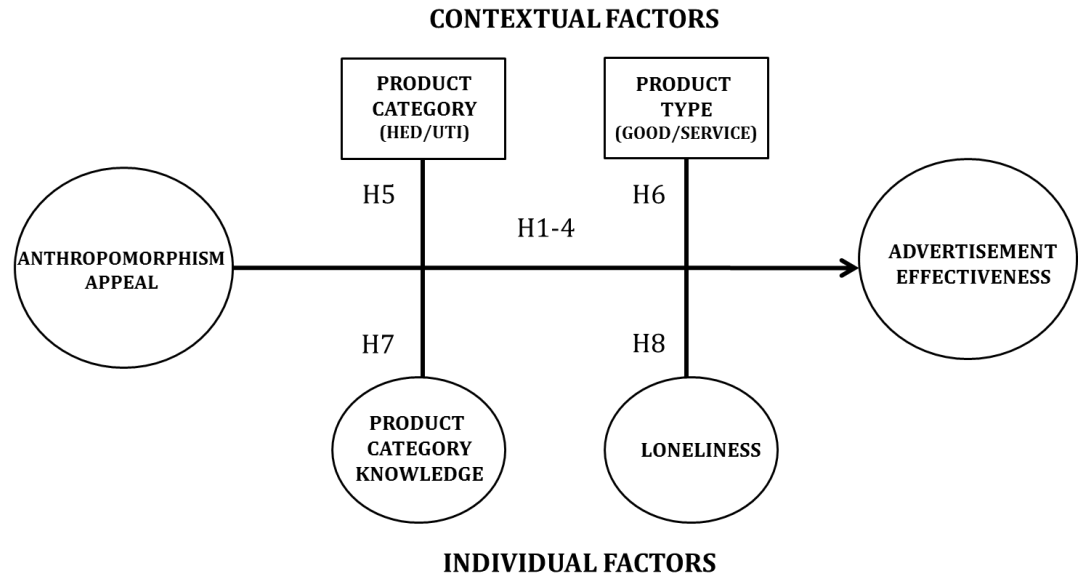 CONTEXTUAL FACTORS
PRODUCT
CATEGORY
(HED/UTI)
PRODUCT
TYPE
(GOOD/SERVICE)
H5
H6
H1-4
ANTHROPOMORPHISM
APPEAL
ADVERTISEMENT
EFFECTIVENESS
H7
H8
PRODUCT
CATEGORY
KNOWLEDGE
LONELINESS
INDIVIDUAL FACTORS